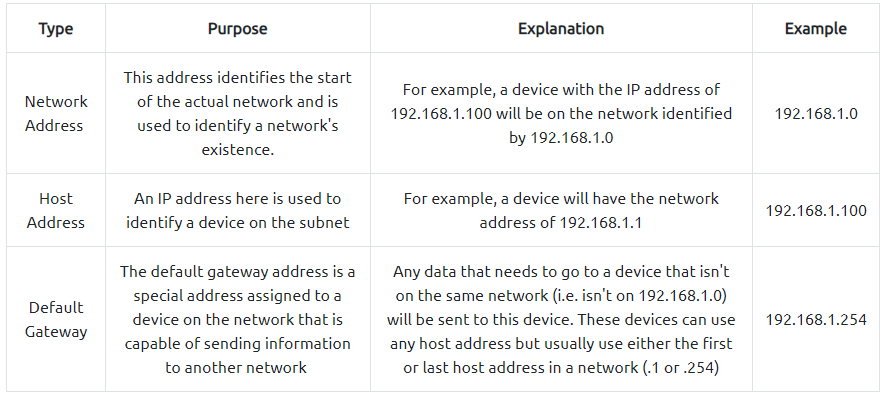 Type Purpose Explanation Example
Network
Address
This address identifies the start
of the actual network and is
used to identify a network's
existence.
For example, a device with the IP address of
192.168.1.100 will be on the network identified
by 192.168.1.0
192.168.1.0
Host
Address
An IP address here is used to
identify a device on the subnet
For example, a device will have the network
address of 192.168.1.1
192.168.1.100
Default
Gateway
The default gateway address is a
special address assigned to a
device on the network that is
capable of sending information
to another network
Any data that needs to go to a device that isn't
on the same network (i.e. isn't on 192.168.1.0)
will be sent to this device. These devices can use
any host address but usually use either the first
or last host address in a network (.1 or .254)
192.168.1.254